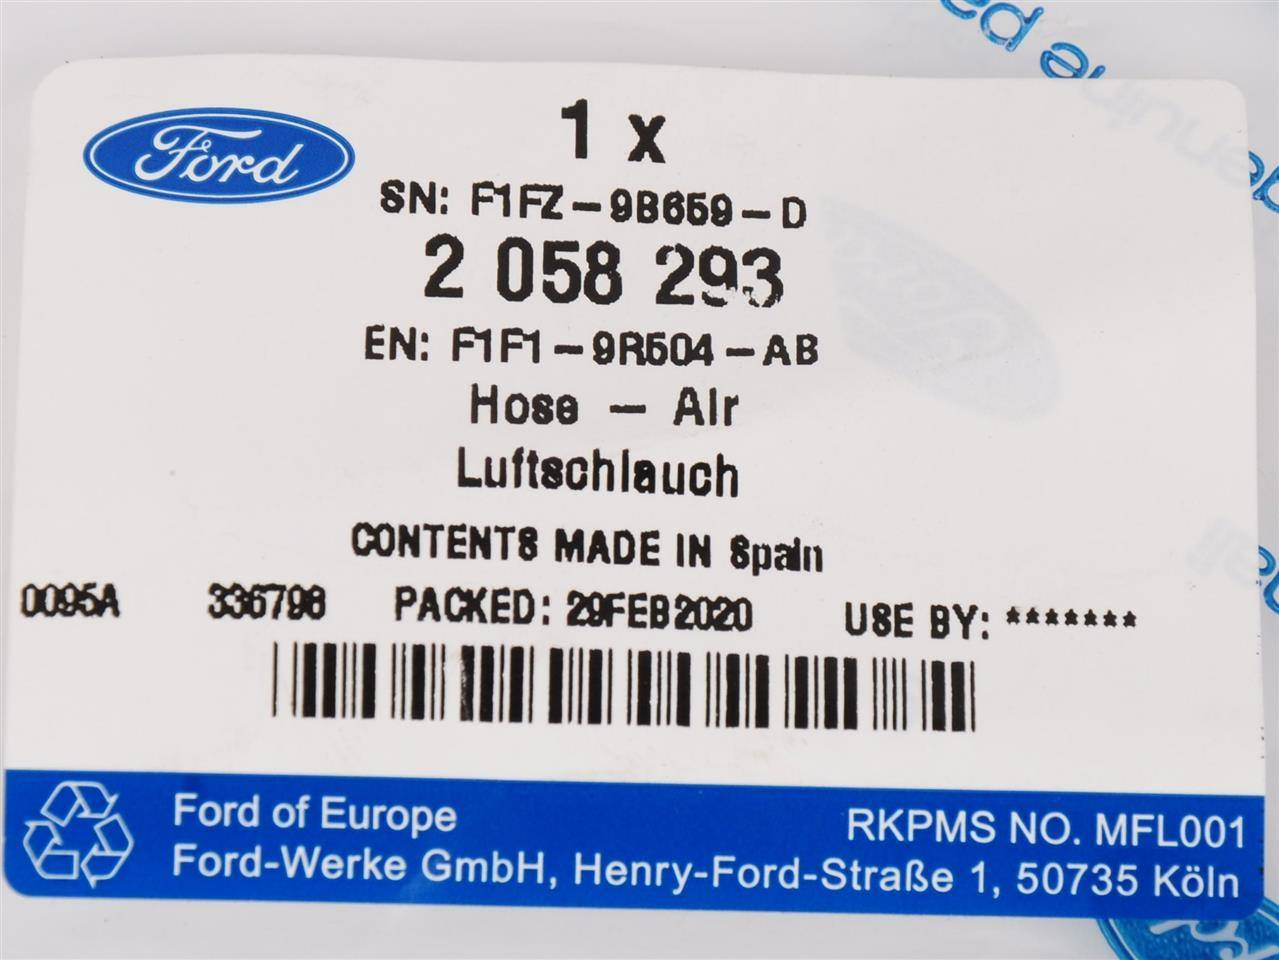 Genuine pa
Ford
1 x
SN: F1FZ-9B659-D
2 058 293
EN: F1F1-9R504-AB
Hose - Air
Luftschlauch
CONTENTS MADE IN Spain
0095A 336798 PACKED: 29FEB2020 USE BY: *******
Ford of Europe
RKPMS NO. MFL001
Ford-Werke GmbH, Henry-Ford-Straße 1, 50735 Köln